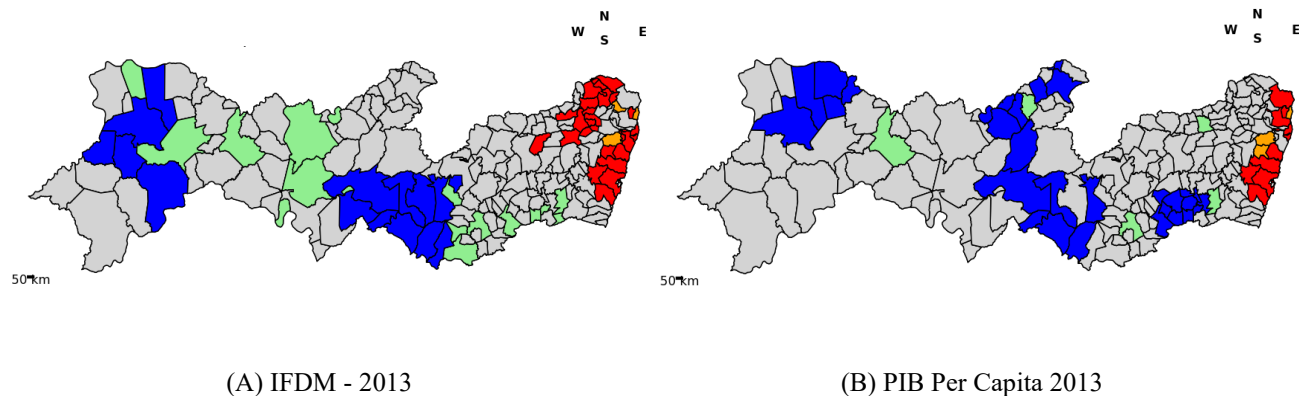 N
W E
S
N
W E
S
50 km
50 km
(A) IFDM - 2013
(B) PIB Per Capita 2013